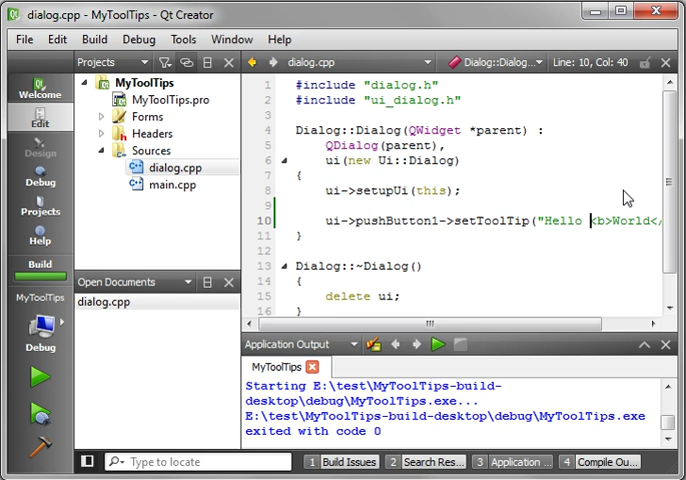 dialog.cpp - MyToolTips - Qt Creator
File Edit Build Debug Tools Window Help
Projects
dialog.cpp
Dialog::Dialog...
Line: 10, Col: 40
Welcome
Edit
Design
Debug
Projects
Help
Build
MyToolTips
Debug
MyToolTips
MyToolTips.pro
Forms
Headers
Sources
dialog.cpp
main.cpp
Open Documents
dialog.cpp
1 #include "dialog.h"
2 #include "ui_dialog.h"
3
4 Dialog::Dialog(QWidget *parent) :
5 QDialog(parent),
6 ui(new Ui::Dialog)
7 {
8 ui->setupUi(this);
9
10 ui->pushButton1->setToolTip("Hello <b>World</
11 }
12
13 Dialog::~Dialog()
14 {
15 delete ui;
16 }
Application Output
MyToolTips
Starting E:\test\MyToolTips-build-
desktop\debug\MyToolTips.exe...
E:\test\MyToolTips-build-desktop\debug\MyToolTips.exe
exited with code 0
Type to locate
1 Build Issues
2 Search Res...
3 Application ...
4 Compile Ou...